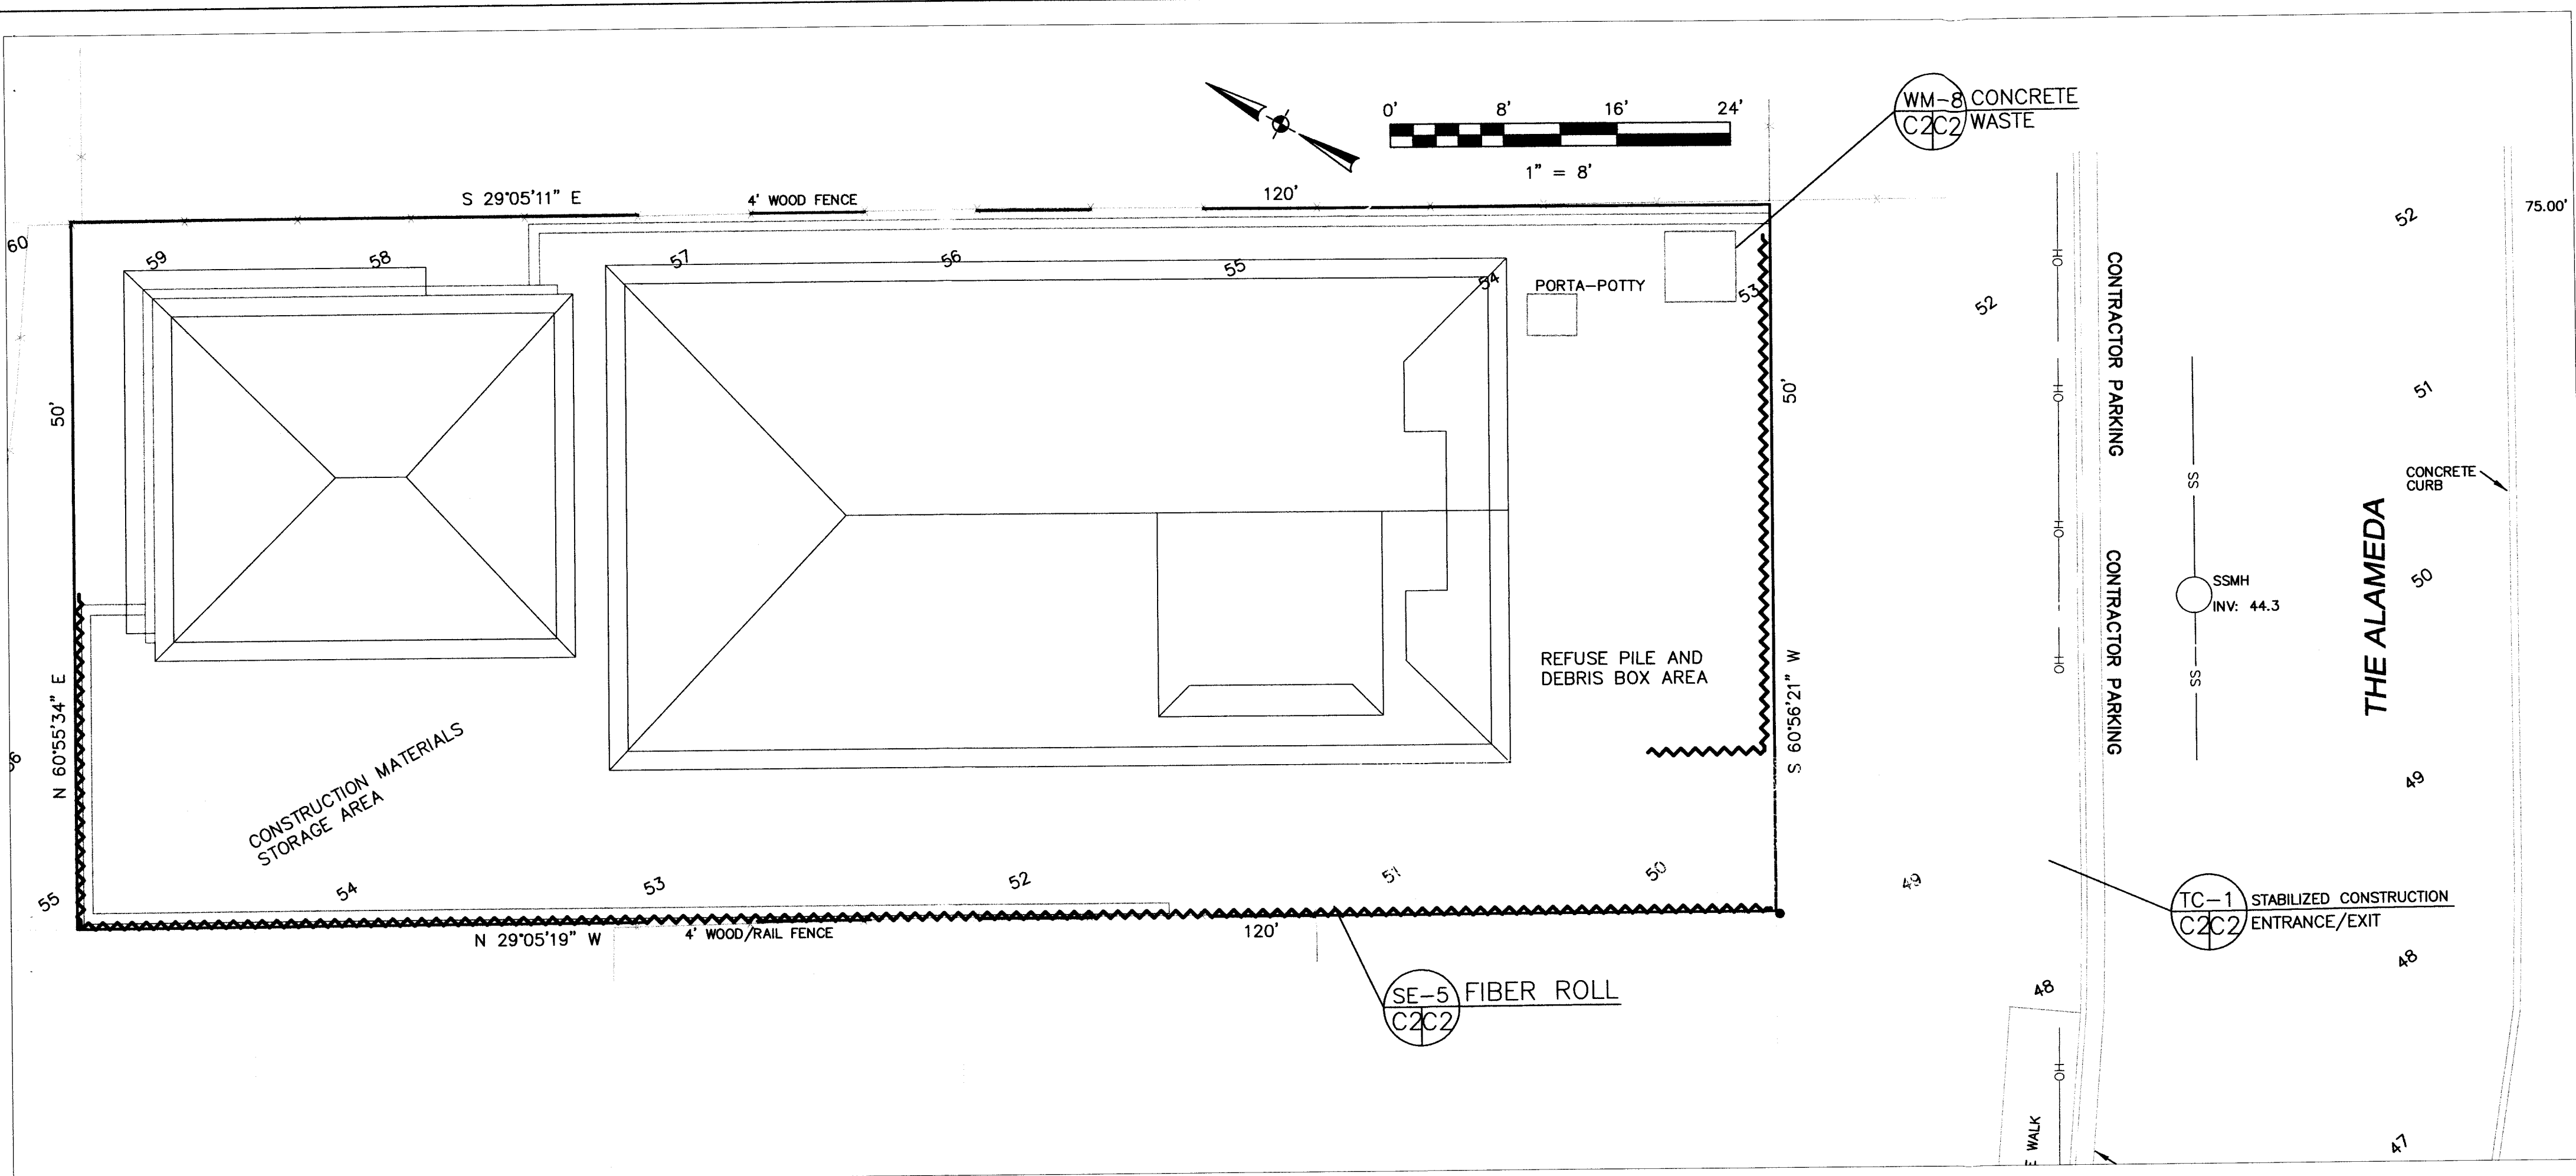 0' 8' 16' 24'
1" = 8'
WM-8 CONCRETE
C2 C2 WASTE
S 29°05'11" E
4' WOOD FENCE
120'
52
75.00'
60
59
58
57
56
55
54
53
52
PORTA-POTTY
50'
50'
CONTRACTOR PARKING
OH
OH
OH
OH
51
SS
CONCRETE
CURB
THE ALAMEDA
50
SSMH
INV: 44.3
SS
REFUSE PILE AND
DEBRIS BOX AREA
N 60°55'34" E
S 60°56'21" W
CONTRACTOR PARKING
CONSTRUCTION MATERIALS
STORAGE AREA
49
55
54
53
52
51
50
49
TC-1 STABILIZED CONSTRUCTION
C2 C2 ENTRANCE/EXIT
N 29°05'19" W
4' WOOD/RAIL FENCE
120'
SE-5 FIBER ROLL
C2 C2
48
48
OH
WALK
47